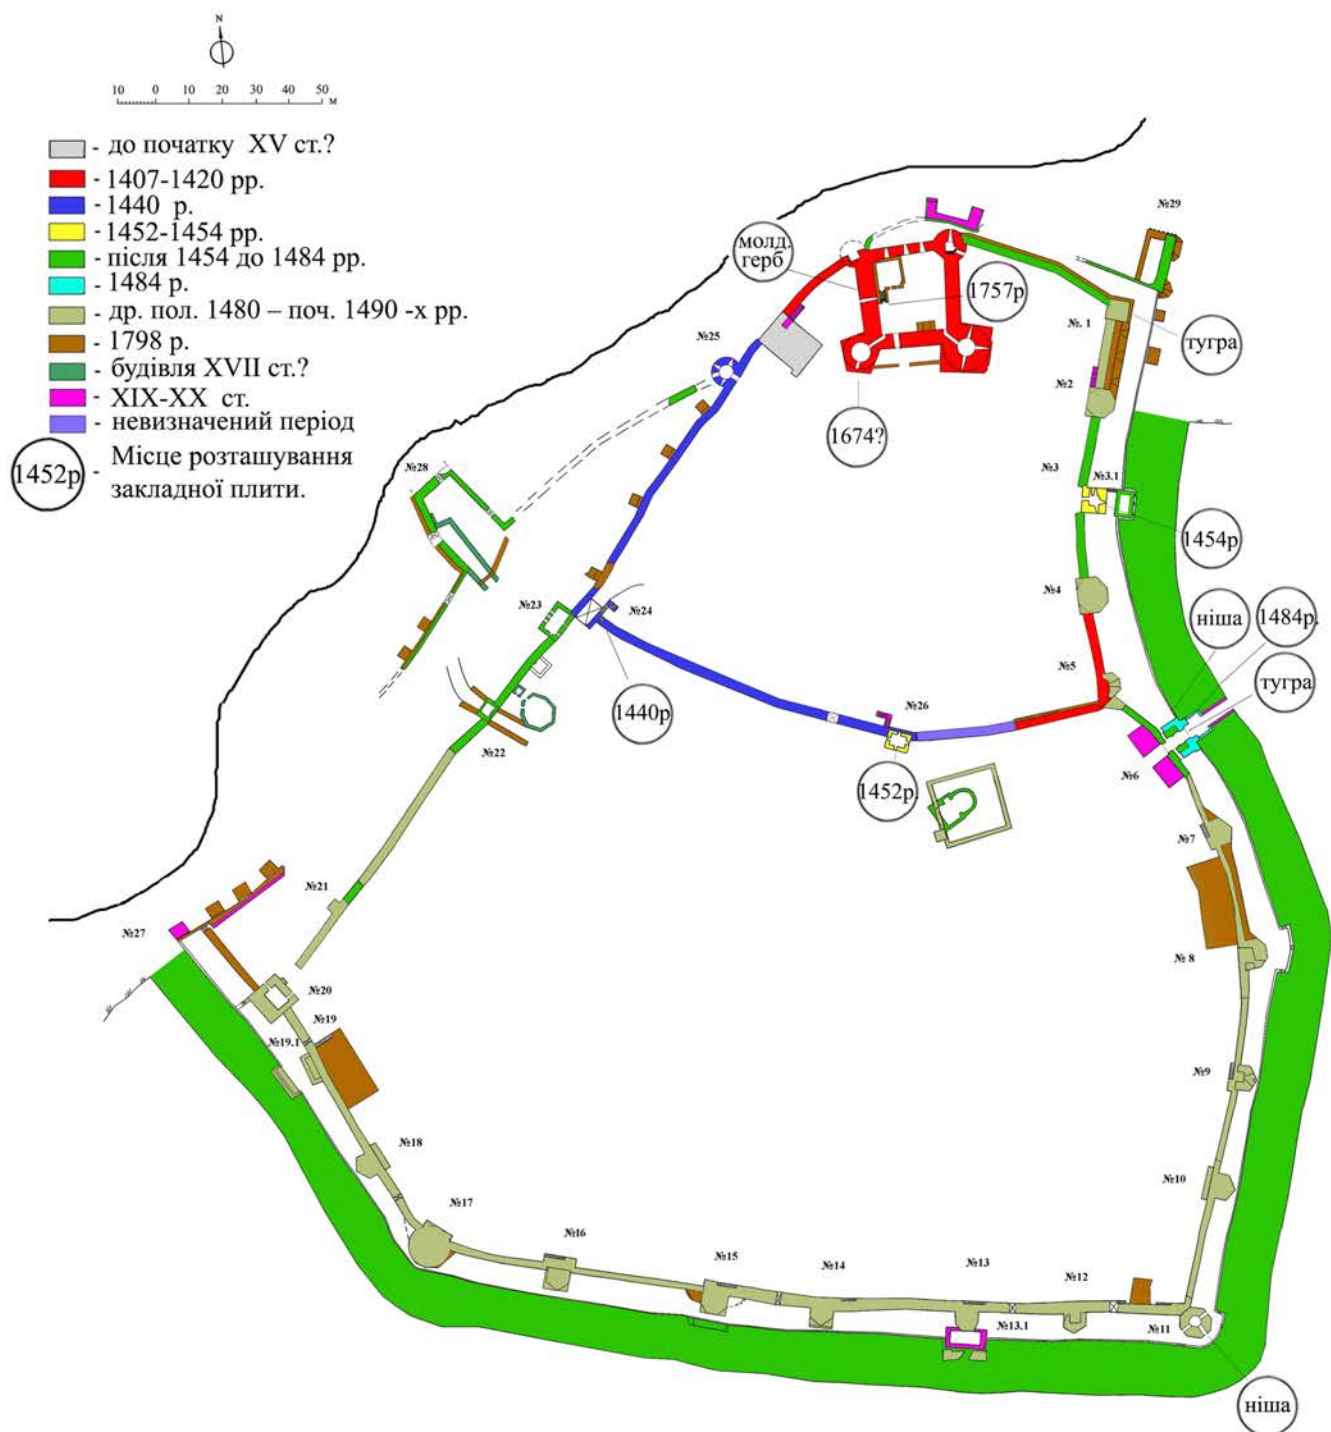 N
10 0 10 20 30 40 50 м
- до початку XV ст.?
- 1407-1420 рр.
- 1440 р.
- 1452-1454 рр.
- після 1454 до 1484 рр.
- 1484 р.
- др. пол. 1480 – поч. 1490 -х рр.
- 1798 р.
- будівля XVII ст.?
- XIX-XX ст.
- невизначений період
1452р - Місце розташування
закладної плити.
№29
молд.
герб
1757р
№. 1
тугра
№25
№2
1674?
№28
№3
№3.1
1454р
№4
№23
№24
ніша
1484р.
№5
тугра
1440р
№26
№22
№6
1452р.
№7
№21
№27
№ 8
№20
№19
№19.1
№9
№18
№10
№17
№16
№15
№14
№13
№12
№13.1
№11
ніша